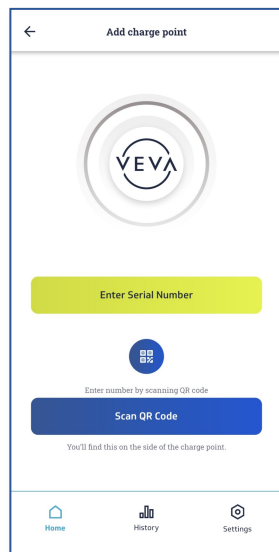 Add charge point
VEVA
Enter Serial Number
Enter number by scanning QR code
Scan QR Code
You'll find this on the side of the charge point.
Home History Settings